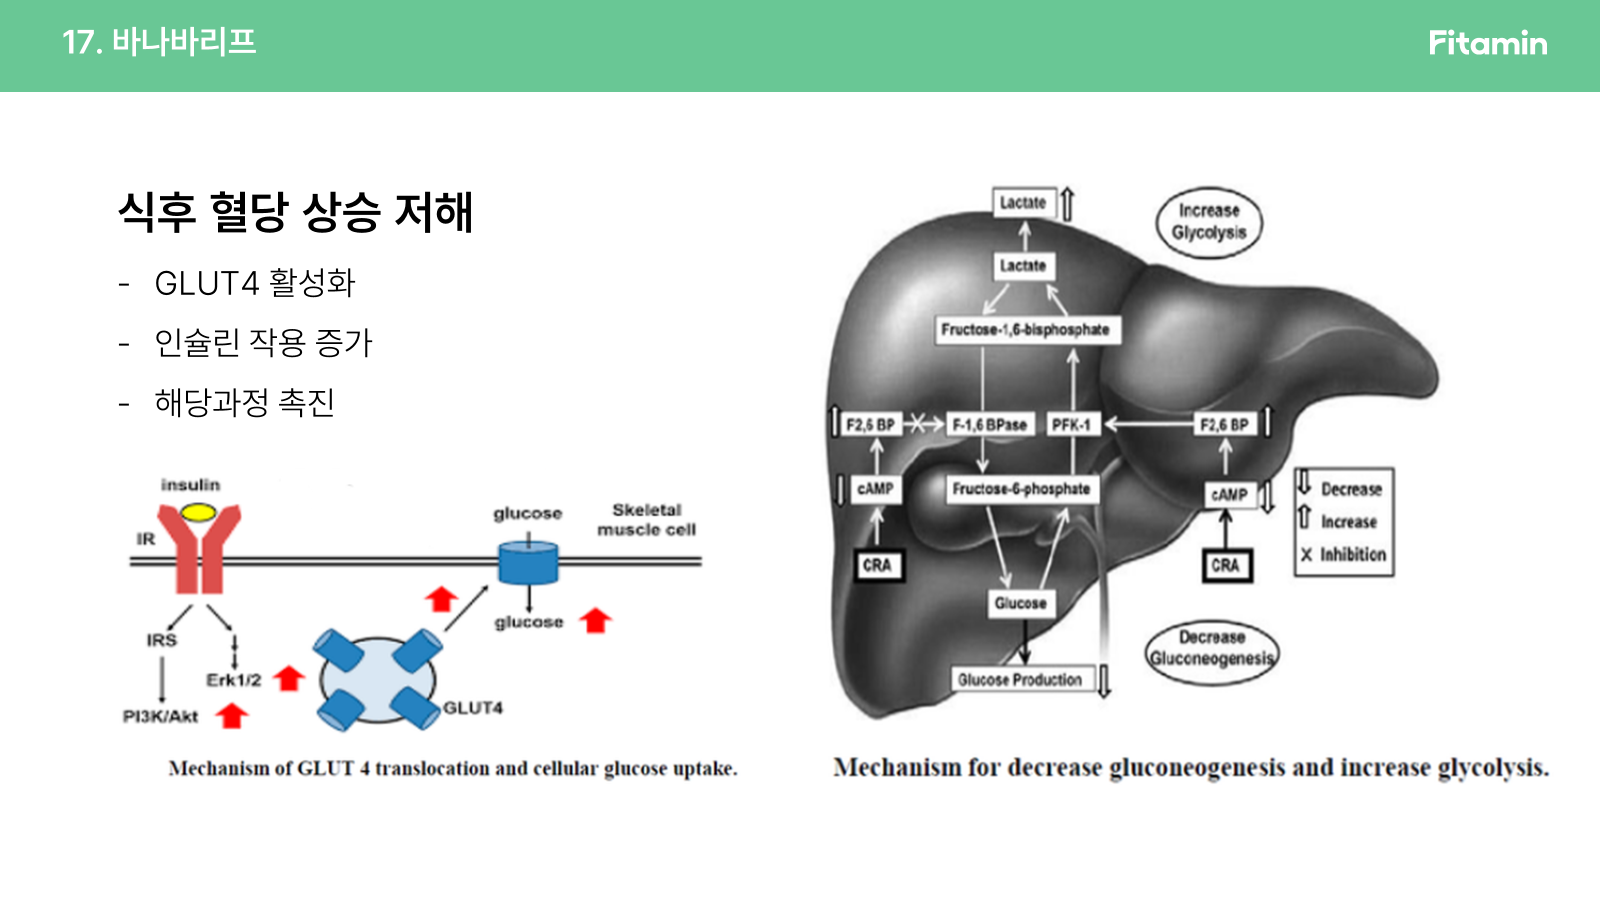 17. 바나바리프
Fitamin
식후 혈당 상승 저해
- GLUT4 활성화
- 인슐린 작용 증가
- 해당과정 촉진
insulin
IR
glucose
Skeletal
muscle cell
IRS
glucose
Erk1/2
PI3K/Akt
GLUT4
Mechanism of GLUT 4 translocation and cellular glucose uptake.
Lactate
Increase
Glycolysis
Lactate
Fructose-1,6-bisphosphate
F2,6 BP
F-1,6 BPase
PFK-1
F2,6 BP
cAMP
Fructose-6-phosphate
cAMP
Decrease
Increase
X Inhibition
CRA
CRA
Glucose
Decrease
Gluconeogenesis
Glucose Production
Mechanism for decrease gluconeogenesis and increase glycolysis.